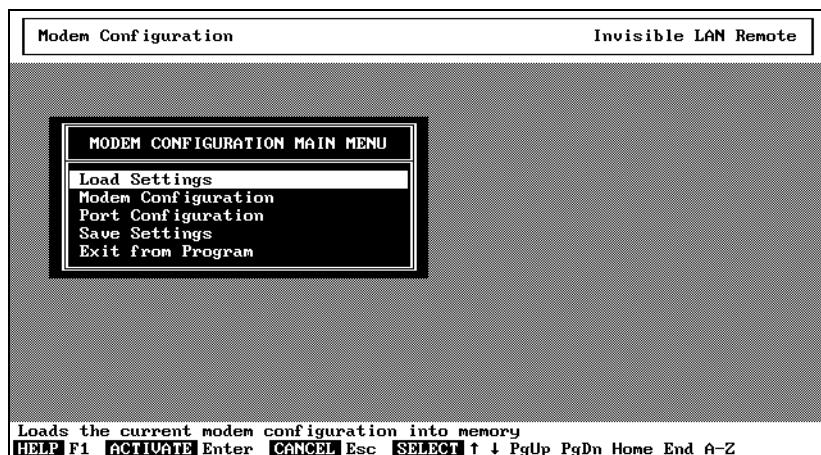 Modem Configuration Invisible LAN Remote
MODEM CONFIGURATION MAIN MENU
Load Settings
Modem Configuration
Port Configuration
Save Settings
Exit from Program
Loads the current modem configuration into memory
HELP F1 ACTIVATE Enter CANCEL Esc SELECT ↑ ↓ PgUp PgDn Home End A-Z